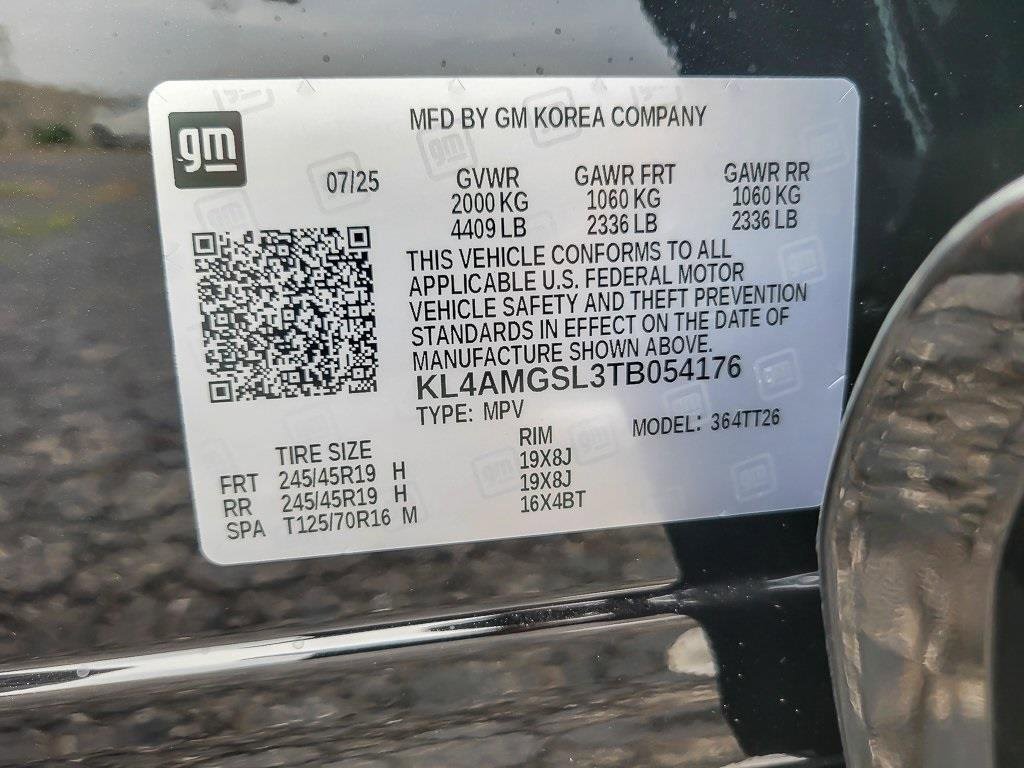 gm
MFD BY GM KOREA COMPANY
07/25
GVWR GAWR FRT GAWR RR
2000 KG 1060 KG 1060 KG
4409 LB 2336 LB 2336 LB
THIS VEHICLE CONFORMS TO ALL
APPLICABLE U.S. FEDERAL MOTOR
VEHICLE SAFETY AND THEFT PREVENTION
STANDARDS IN EFFECT ON THE DATE OF
MANUFACTURE SHOWN ABOVE.
KL4AMGSL3TB054176
TYPE: MPV MODEL: 364TT26
TIRE SIZE RIM
FRT 245/45R19 H 19X8J
RR 245/45R19 H 19X8J
SPA T125/70R16 M 16X4BT